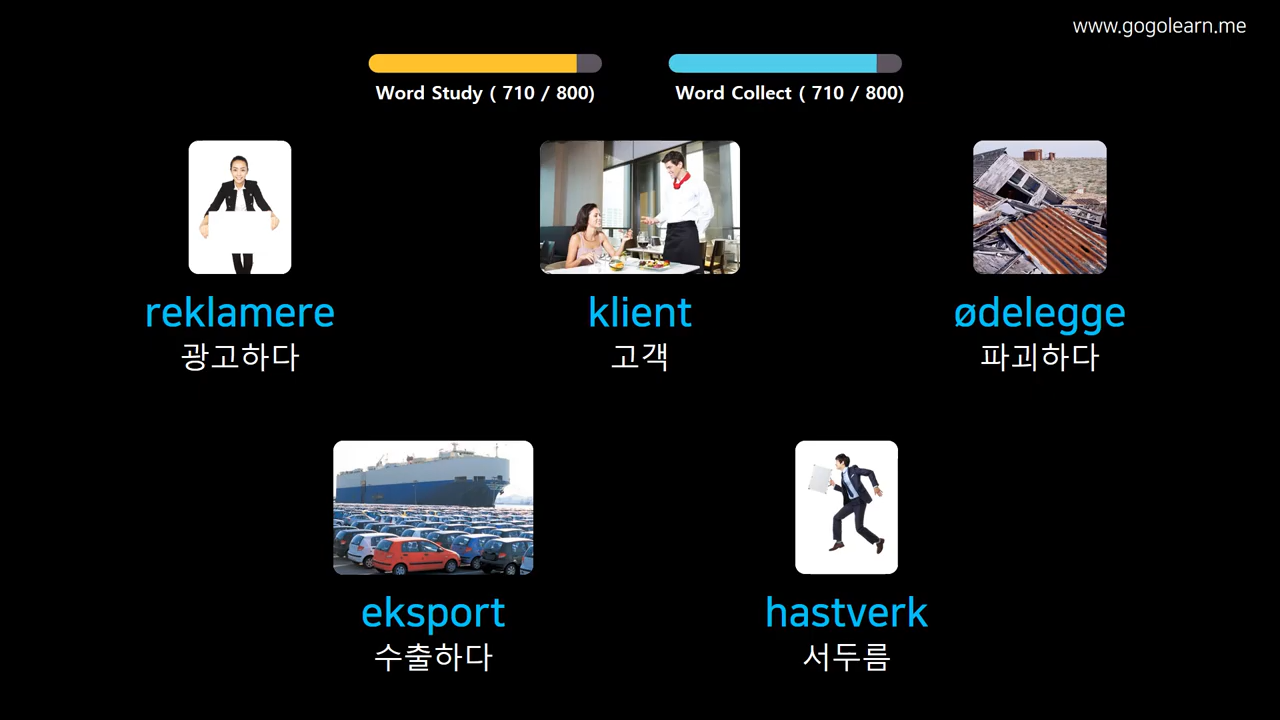 www.gogolearn.me
Word Study ( 710 / 800)
Word Collect ( 710 / 800)
reklamere
광고하다
klient
고객
ødelegge
파괴하다
eksport
수출하다
hastverk
서두름